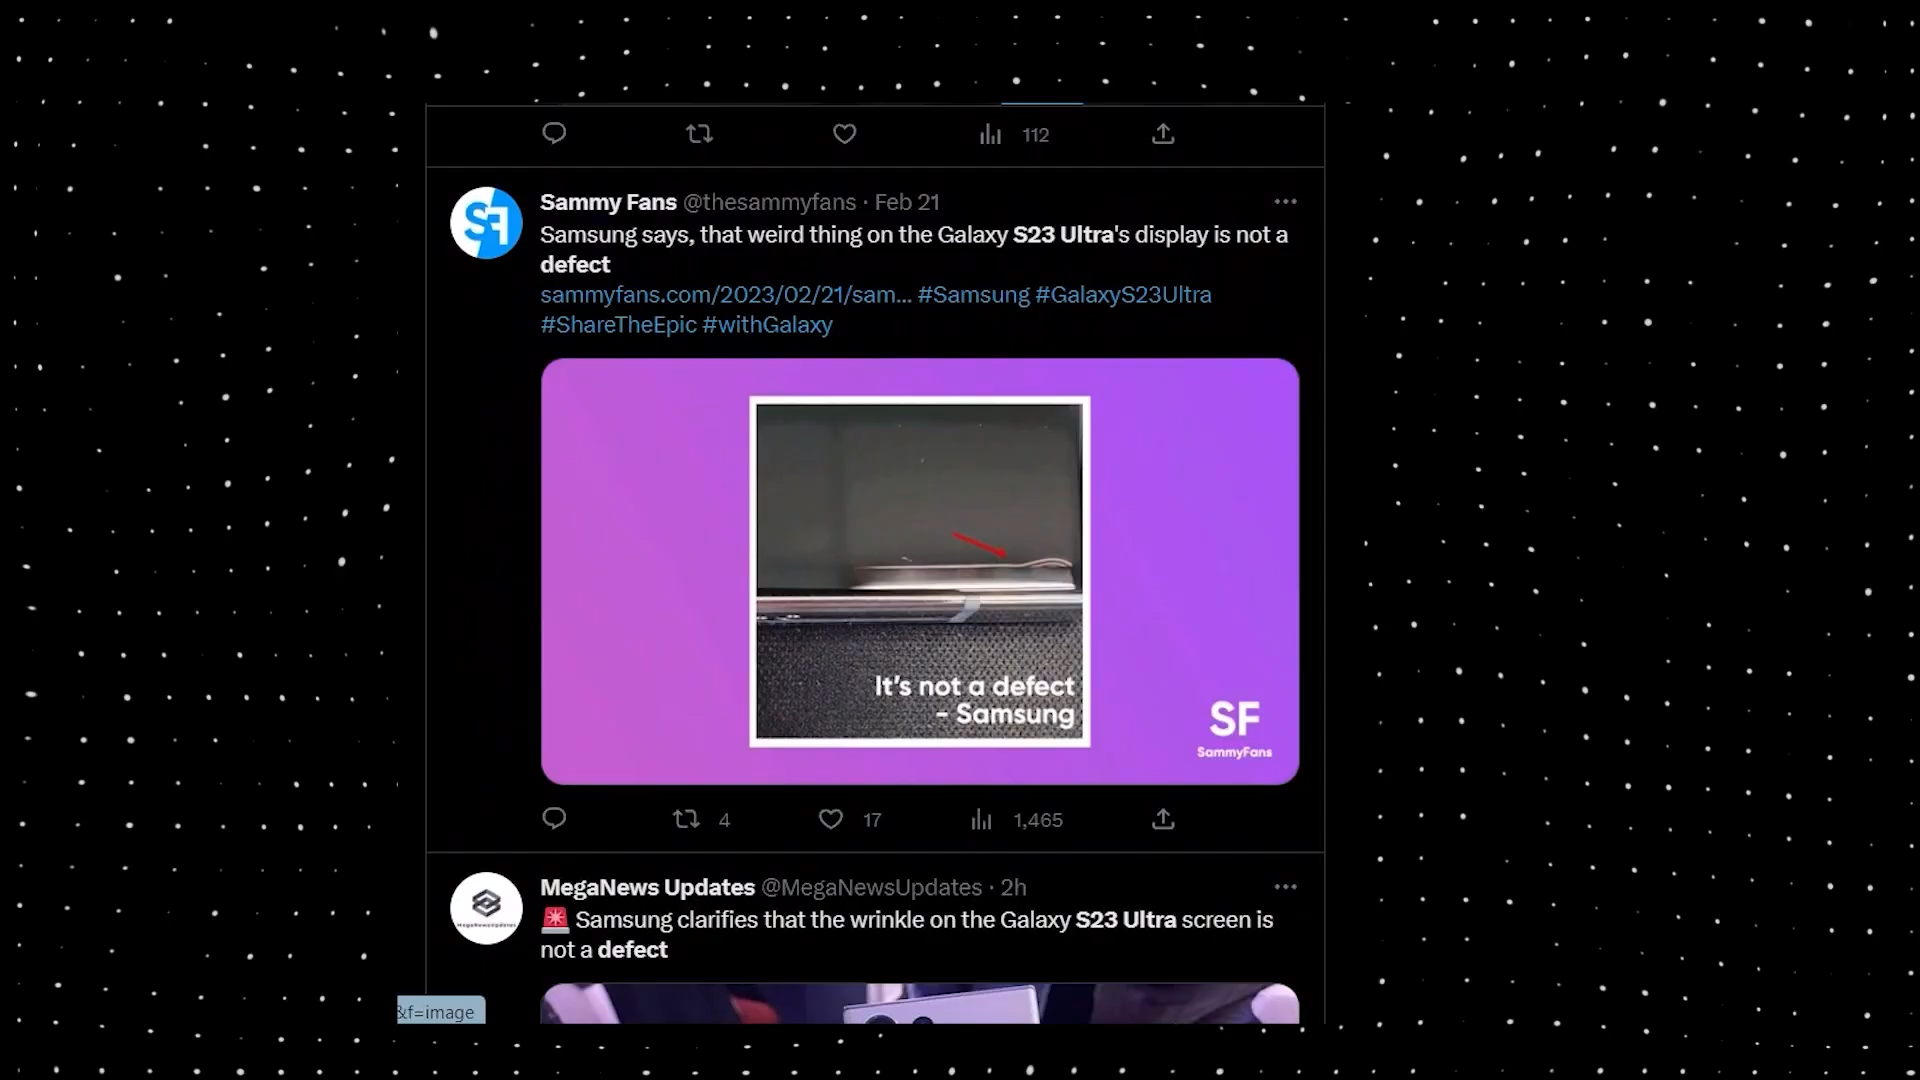 112
Sammy Fans @thesammyfans · Feb 21
Samsung says, that weird thing on the Galaxy S23 Ultra's display is not a
defect
sammyfans.com/2023/02/21/sam... #Samsung #GalaxyS23Ultra
#ShareTheEpic #withGalaxy
SF
It's not a defect
- Samsung
SF
SammyFans
4 17 1,465
MegaNews Updates @MegaNewsUpdates · 2h
🚨 Samsung clarifies that the wrinkle on the Galaxy S23 Ultra screen is
not a defect
MegaNewsUpdates
&f=image